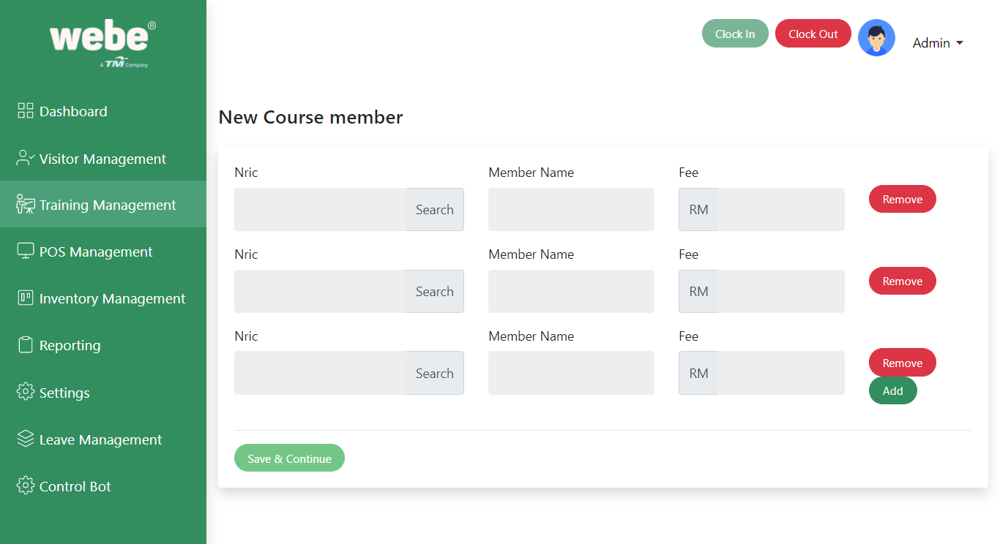 webe®
A TM Company
Dashboard
Visitor Management
Training Management
POS Management
Inventory Management
Reporting
Settings
Leave Management
Control Bot
Clock In Clock Out Admin
New Course member
Nric Member Name Fee
Search RM Remove
Nric Member Name Fee
Search RM Remove
Nric Member Name Fee
Search RM Remove
Add
Save & Continue